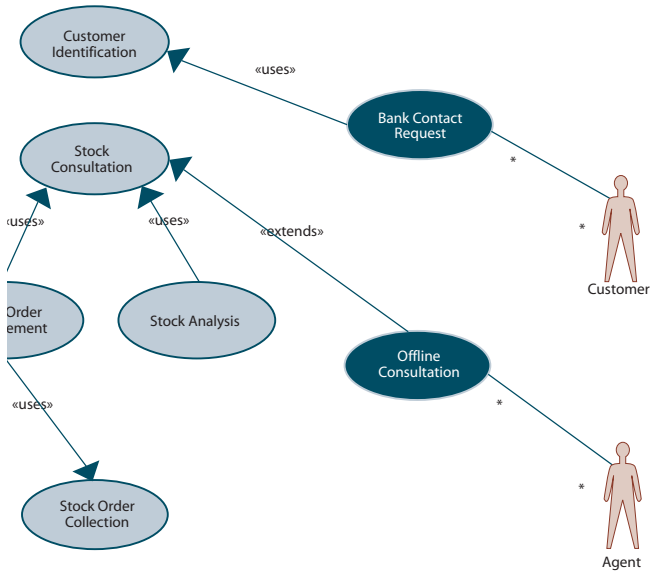 Customer
Identification
«uses»
Bank Contact
Request
Stock
Consultation
*
«uses»
«uses»
*
«extends»
Customer
Order
Stock Analysis
Offline
Consultation
«uses»
*
*
Stock Order
Collection
Agent